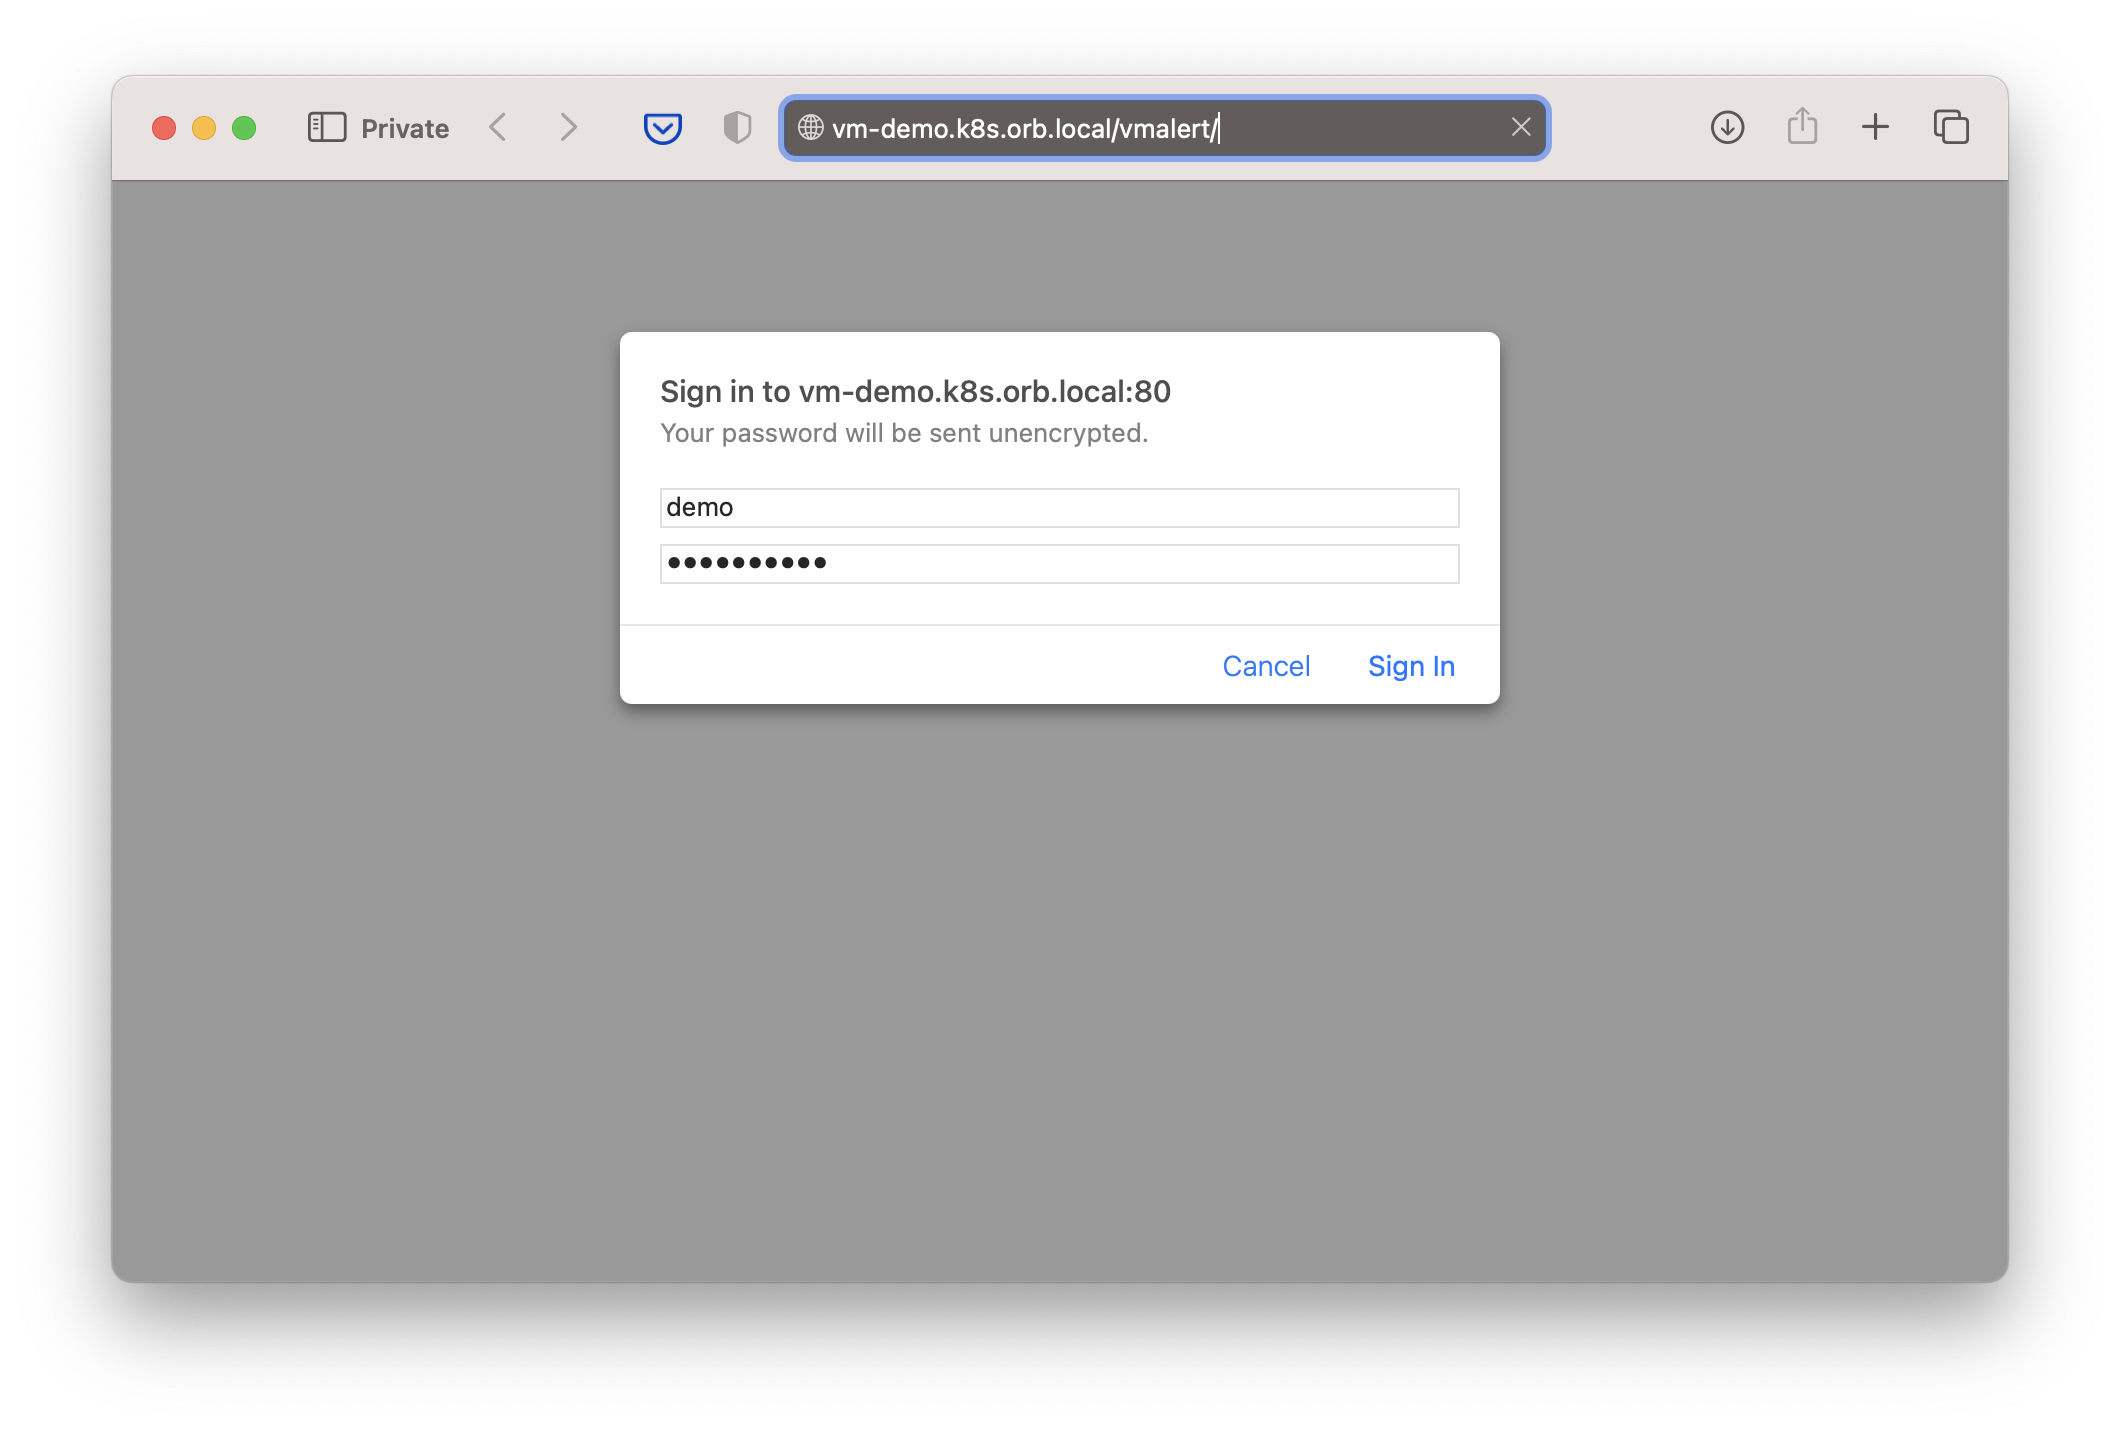 Private
vm-demo.k8s.orb.local/vmalert/
Sign in to vm-demo.k8s.orb.local:80
Your password will be sent unencrypted.
demo
••••••••••
Cancel
Sign In